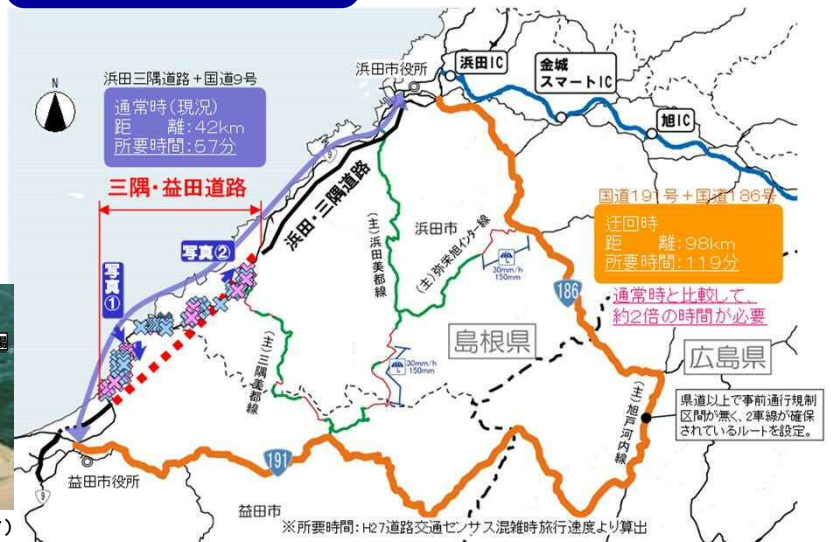 浜田三隅道路+国道9号
通常時(現況)
距　離:42km
所要時間:57分
三隅・益田道路
N
浜田市役所
浜田IC
金城
スマートIC
旭IC
浜田・三隅道路
9
写真②
写真①
(主)浜田美都線
浜田市
(主)弥栄旭インター線
30mm/h
150mm
国道191号+国道186号
迂回時
距　離:98km
所要時間:119分
通常時と比較して、
約2倍の時間が必要
186
島根県
広島県
(主)三隅美都線
30mm/h
150mm
(主)旭戸河内線
県道以上で事前通行規制
区間が無く、2車線が確保
されているルートを設定。
191
益田市役所
9
益田市
※所要時間:H27道路交通センサス混雑時旅行速度より算出